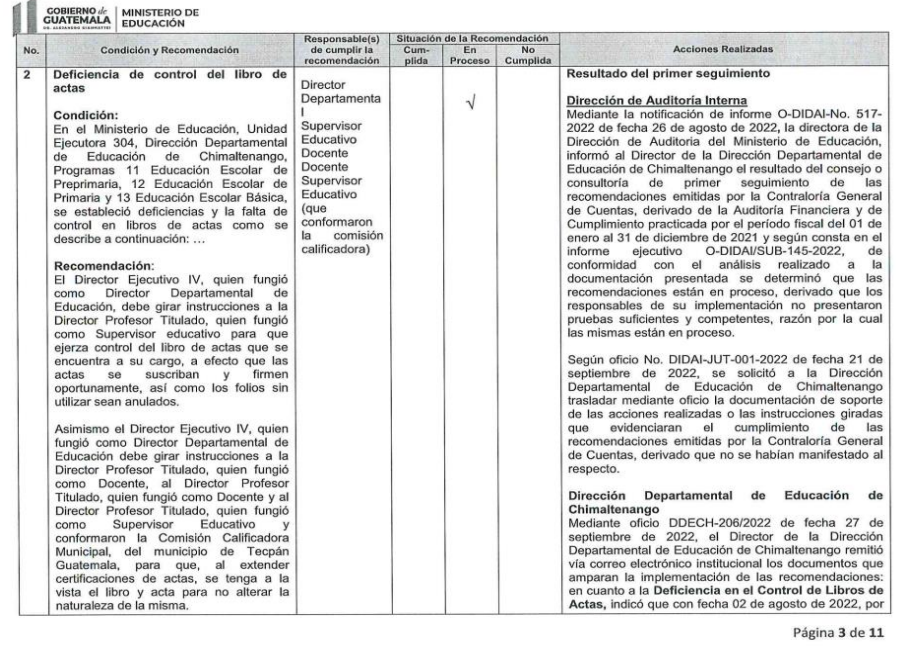 GOBIERNO de
GUATEMALA
DR. ALEJANDRO GIAMMATTEI
MINISTERIO DE
EDUCACIÓN
No.
Condición y Recomendación
Responsable(s)
de cumplir la
recomendación
Situación de la Recomendación
Cum-
plida
En
Proceso
No
Cumplida
Acciones Realizadas
2
Deficiencia de control del libro de
actas
Condición:
En el Ministerio de Educación, Unidad
Ejecutora 304, Dirección Departamental
de Educación de Chimaltenango,
Programas 11 Educación Escolar de
Preprimaria, 12 Educación Escolar de
Primaria y 13 Educación Escolar Básica,
se estableció deficiencias y la falta de
control en libros de actas como se
describe a continuación: ...
Recomendación:
El Director Ejecutivo IV, quien fungió
como Director Departamental de
Educación, debe girar instrucciones a la
Director Profesor Titulado, quien fungió
como Supervisor educativo para que
ejerza control del libro de actas que se
encuentra a su cargo, a efecto que las
actas se suscriban y firmen
oportunamente, así como los folios sin
utilizar sean anulados.
Asimismo el Director Ejecutivo IV, quien
fungió como Director Departamental de
Educación debe girar instrucciones a la
Director Profesor Titulado, quien fungió
como Docente, al Director Profesor
Titulado, quien fungió como Docente y al
Director Profesor Titulado, quien fungió
como Supervisor Educativo y
conformaron la Comisión Calificadora
Municipal, del municipio de Tecpán
Guatemala, para que, al extender
certificaciones de actas, se tenga a la
vista el libro y acta para no alterar la
naturaleza de la misma.
Director
Departamenta
l
Supervisor
Educativo
Docente
Docente
Supervisor
Educativo
(que
conformaron
la comisión
calificadora)
√
Resultado del primer seguimiento
Dirección de Auditoría Interna
Mediante la notificación de informe O-DIDAI-No. 517-
2022 de fecha 26 de agosto de 2022, la directora de la
Dirección de Auditoria del Ministerio de Educación,
informó al Director de la Dirección Departamental de
Educación de Chimaltenango el resultado del consejo o
consultoría de primer seguimiento de las
recomendaciones emitidas por la Contraloría General
de Cuentas, derivado de la Auditoría Financiera y de
Cumplimiento practicada por el período fiscal del 01 de
enero al 31 de diciembre de 2021 y según consta en el
informe ejecutivo O-DIDAI/SUB-145-2022, de
conformidad con el análisis realizado a la
documentación presentada se determinó que las
recomendaciones están en proceso, derivado que los
responsables de su implementación no presentaron
pruebas suficientes y competentes, razón por la cual
las mismas están en proceso.
Según oficio No. DIDAI-JUT-001-2022 de fecha 21 de
septiembre de 2022, se solicitó a la Dirección
Departamental de Educación de Chimaltenango
trasladar mediante oficio la documentación de soporte
de las acciones realizadas o las instrucciones giradas
que evidenciaran el cumplimiento de las
recomendaciones emitidas por la Contraloría General
de Cuentas, derivado que no se habían manifestado al
respecto.
Dirección Departamental de Educación de
Chimaltenango
Mediante oficio DDECH-206/2022 de fecha 27 de
septiembre de 2022, el Director de la Dirección
Departamental de Educación de Chimaltenango remitió
vía correo electrónico institucional los documentos que
amparan la implementación de las recomendaciones:
en cuanto a la Deficiencia en el Control de Libros de
Actas, indicó que con fecha 02 de agosto de 2022, por
Página 3 de 11